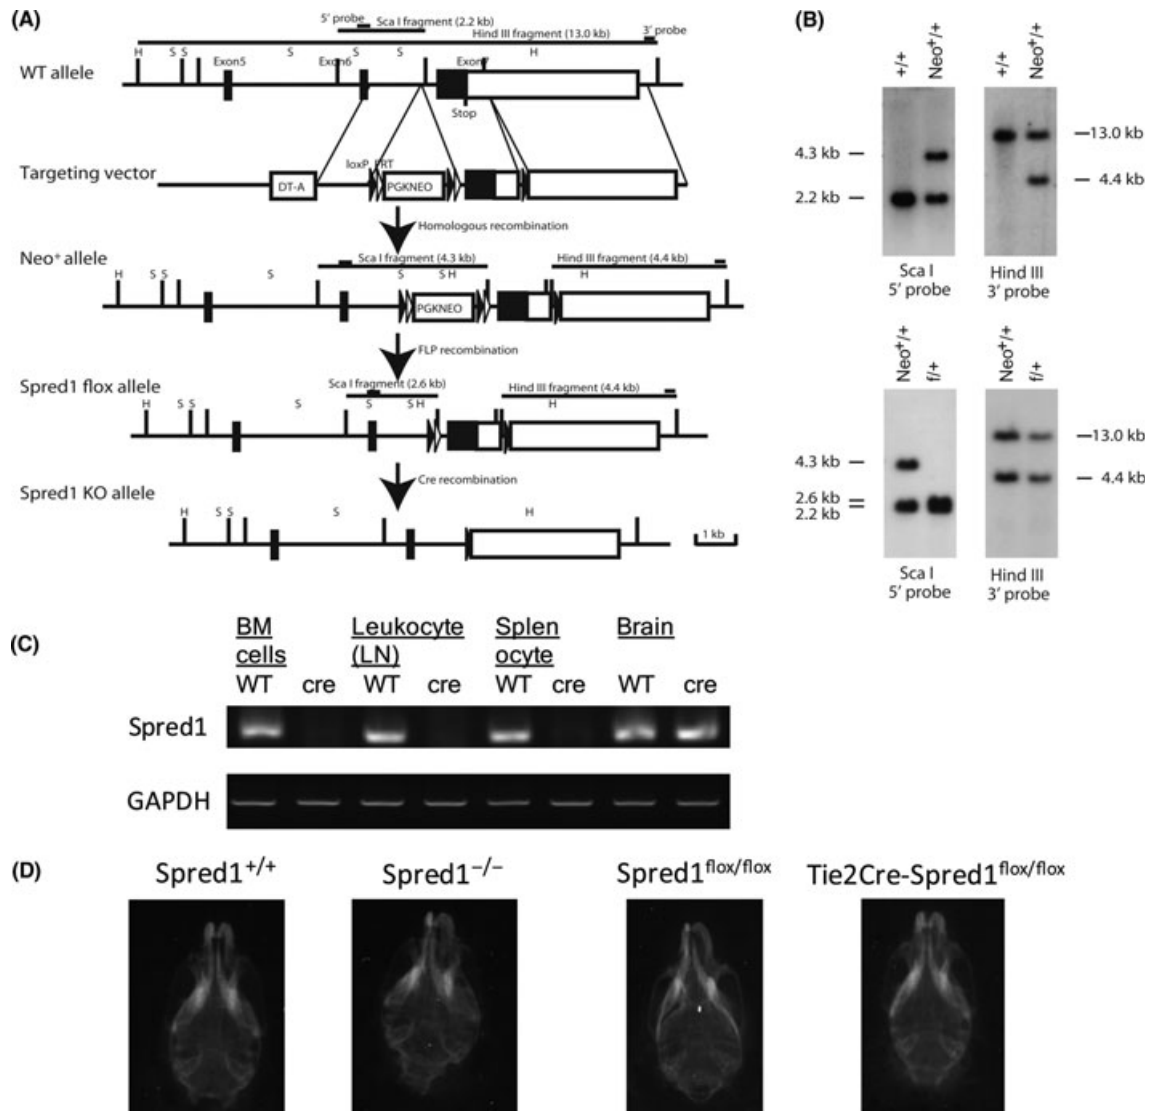 (A)
5' probe
Sca I fragment (2.2 kb)
Hind III fragment (13.0 kb)
3' probe
H S S S S S H
WT allele
Exon5 Exon6 Exon7
Stop
Targeting vector
loxP FRT
DT-A PGKNEO
Homologous recombination
Neo+ allele
Sca I fragment (4.3 kb) Hind III fragment (4.4 kb)
H S S S S S H H
PGKNEO
FLP recombination
Spred1 flox allele
Sca I fragment (2.6 kb) Hind III fragment (4.4 kb)
H S S S S S H H
Cre recombination
Spred1 KO allele
H S S S H
1 kb
(B)
+/+ Neo+/+ +/+ Neo+/+
4.3 kb
2.2 kb
13.0 kb
4.4 kb
Sca I
5' probe
Hind III
3' probe
Neo+/+ f/+ Neo+/+ f/+
4.3 kb
2.6 kb
2.2 kb
13.0 kb
4.4 kb
Sca I
5' probe
Hind III
3' probe
(C)
BM cells
Leukocyte (LN)
Splen ocyte
Brain
WT cre WT cre WT cre WT cre
Spred1
GAPDH
(D)
Spred1+/+ Spred1−/− Spred1flox/flox Tie2Cre-Spred1flox/flox